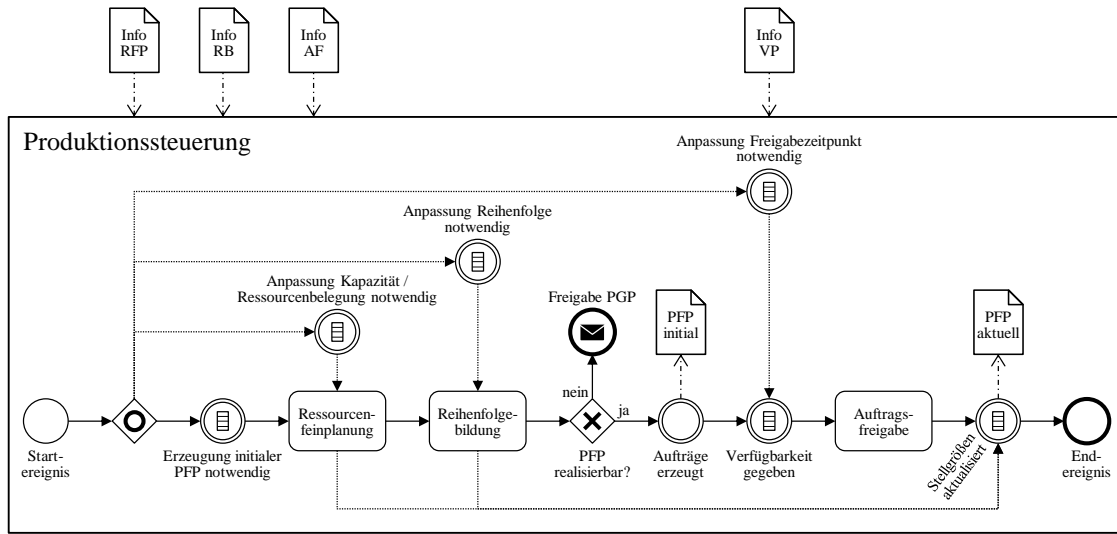 Info
RFP
Info
RB
Info
AF
Info
VP
Produktionssteuerung
Anpassung Freigabezeitpunkt
notwendig
Anpassung Reihenfolge
notwendig
Anpassung Kapazität /
Ressourcenbelegung notwendig
Freigabe PGP
PFP
initial
PFP
aktuell
nein
ja
Ressourcen-
feinplanung
Reihenfolge-
bildung
Auftrags-
freigabe
Start-
ereignis
Erzeugung initialer
PFP notwendig
PFP
realisierbar?
Aufträge
erzeugt
Verfügbarkeit
gegeben
Stellgrößen
aktualisiert
End-
ereignis